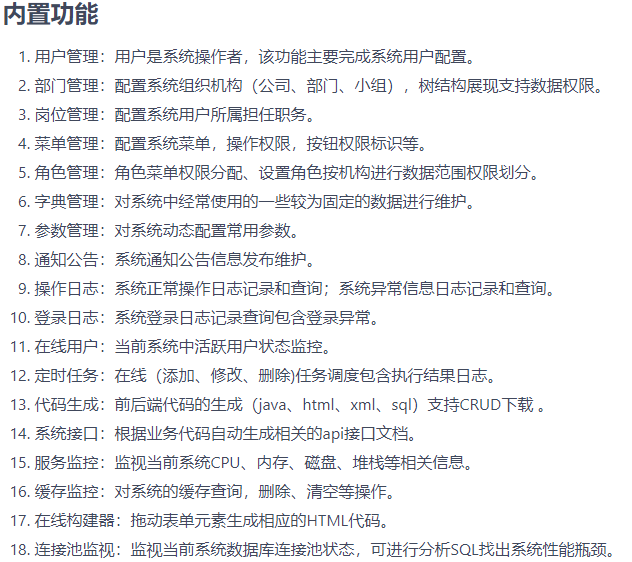 内置功能
1. 用户管理：用户是系统操作者，该功能主要完成系统用户配置。
2. 部门管理：配置系统组织机构（公司、部门、小组），树结构展现支持数据权限。
3. 岗位管理：配置系统用户所属担任职务。
4. 菜单管理：配置系统菜单，操作权限，按钮权限标识等。
5. 角色管理：角色菜单权限分配、设置角色按机构进行数据范围权限划分。
6. 字典管理：对系统中经常使用的一些较为固定的数据进行维护。
7. 参数管理：对系统动态配置常用参数。
8. 通知公告：系统通知公告信息发布维护。
9. 操作日志：系统正常操作日志记录和查询；系统异常信息日志记录和查询。
10. 登录日志：系统登录日志记录查询包含登录异常。
11. 在线用户：当前系统中活跃用户状态监控。
12. 定时任务：在线（添加、修改、删除)任务调度包含执行结果日志。
13. 代码生成：前后端代码的生成（java、html、xml、sql）支持CRUD下载 。
14. 系统接口：根据业务代码自动生成相关的api接口文档。
15. 服务监控：监视当前系统CPU、内存、磁盘、堆栈等相关信息。
16. 缓存监控：对系统的缓存查询，删除、清空等操作。
17. 在线构建器：拖动表单元素生成相应的HTML代码。
18. 连接池监视：监视当前系统数据库连接池状态，可进行分析SQL找出系统性能瓶颈。